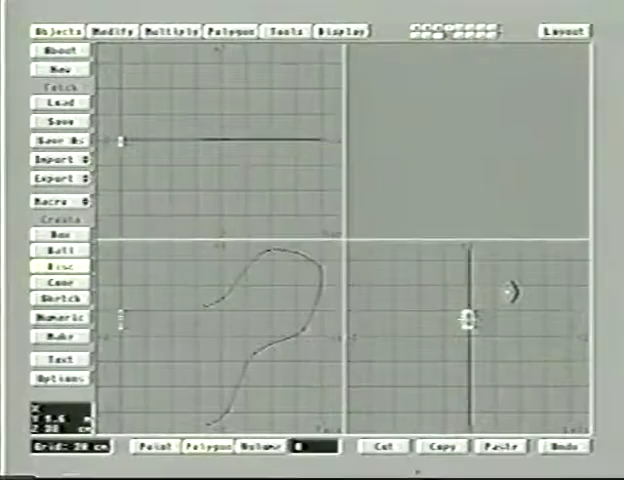 Objects Modify Multiply Polygon Tools Display Layout
About
New
Load
Save
Save As
Import
Export
Macro
Create
Box
Ball
Disc
Cone
Sketch
Numeric
Make
Text
Options
Grid: 20 cm Point Polygon Volume Cut Copy Paste Undo